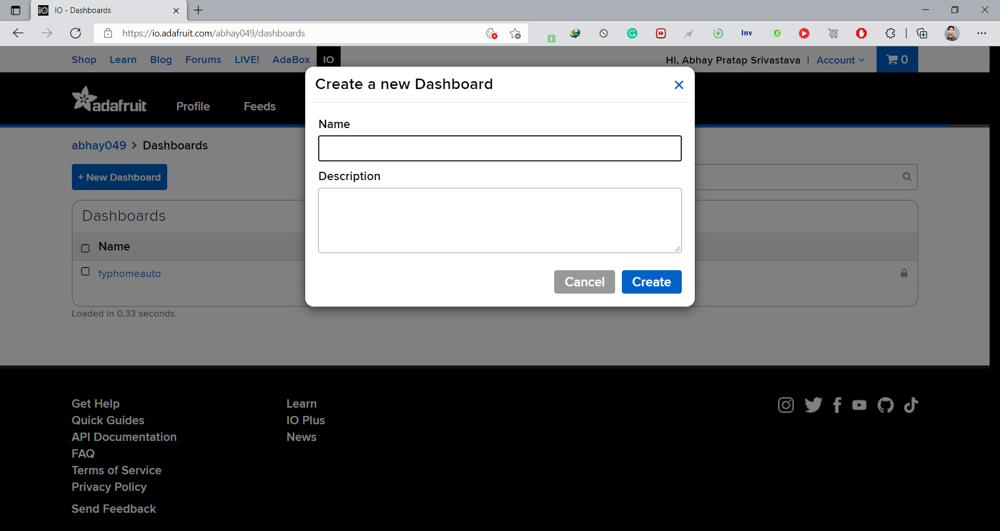 IO - Dashboards
https://io.adafruit.com/abhay049/dashboards
1
Inv
JS
FS
Shop Learn Blog Forums LIVE! AdaBox IO
Hi, Abhay Pratap Srivastava | Account
0
adafruit
Profile Feeds
Create a new Dashboard
Name
Description
Cancel Create
abhay049 > Dashboards
+ New Dashboard
Dashboards
Name
fyphomeauto
Loaded in 0.33 seconds.
Get Help
Quick Guides
API Documentation
FAQ
Terms of Service
Privacy Policy
Send Feedback
Learn
IO Plus
News